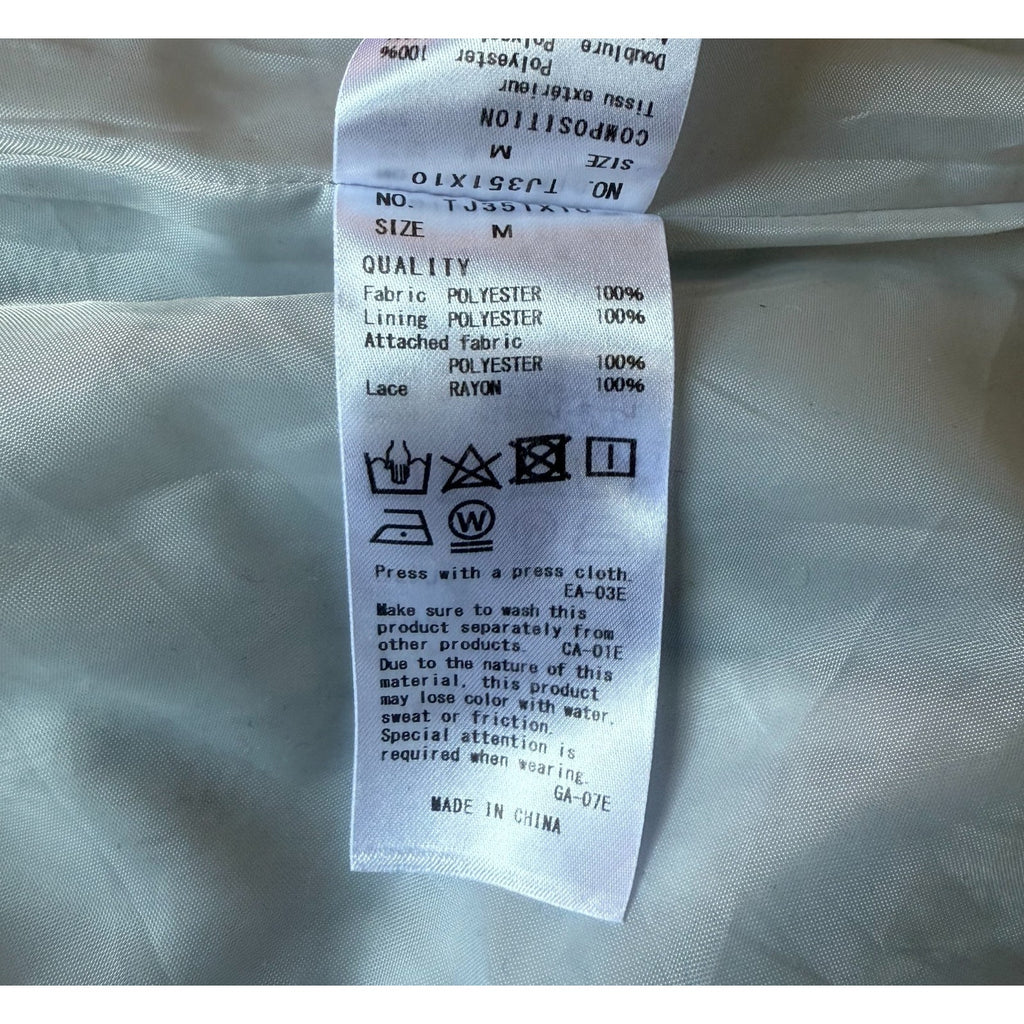 Doublure
Polyester 100%
Tissu extérieur
COMPOSITION
SIZE M
NO. TJ351X10
NO. TJ351X10
SIZE M
QUALITY
Fabric POLYESTER 100%
Lining POLYESTER 100%
Attached fabric
POLYESTER 100%
Lace RAYON 100%
W
Press with a press cloth.
EA-03E
Make sure to wash this
product separately from
other products. CA-01E
Due to the nature of this
material, this product
may lose color with water,
sweat or friction.
Special attention is
required when wearing.
GA-07E
MADE IN CHINA